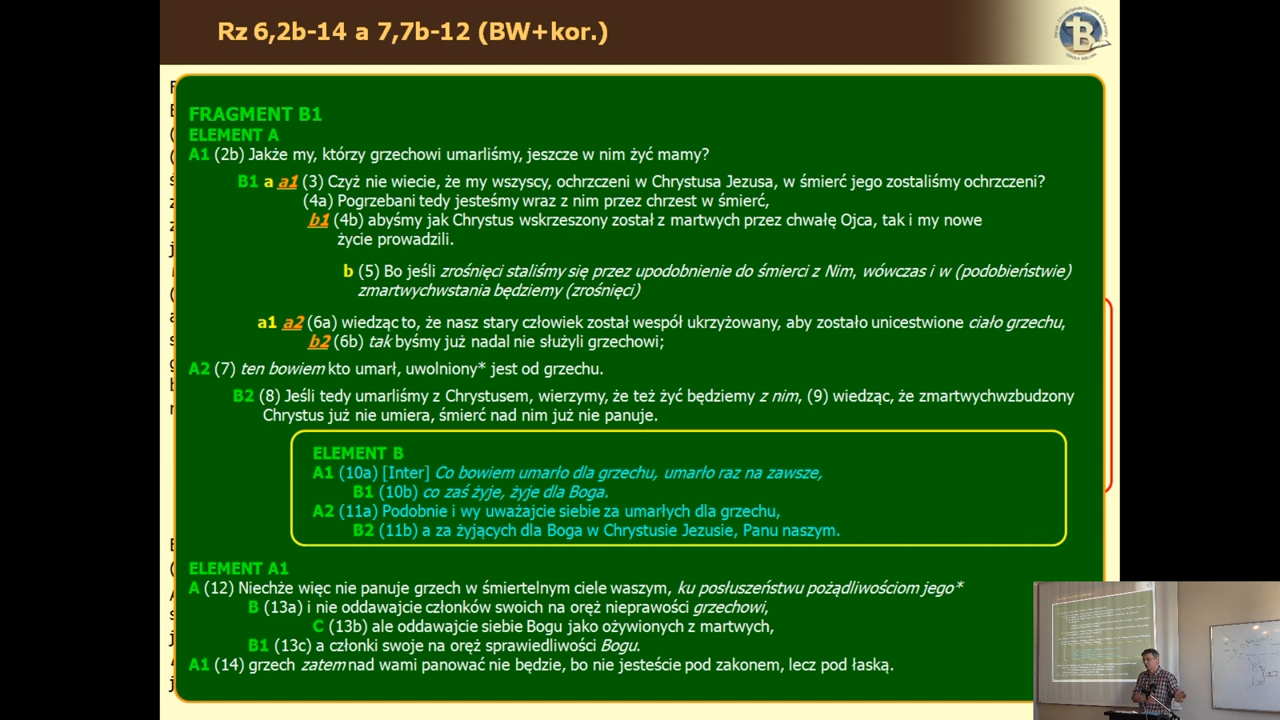 Rz 6,2b-14 a 7,7b-12 (BW+kor.)
FRAGMENT B1
ELEMENT A
A1 (2b) Jakże my, którzy grzechowi umarliśmy, jeszcze w nim żyć mamy?
B1 a a1 (3) Czyż nie wiecie, że my wszyscy, ochrzczeni w Chrystusa Jezusa, w śmierć jego zostaliśmy ochrzczeni?
(4a) Pogrzebani tedy jesteśmy wraz z nim przez chrzest w śmierć,
b1 (4b) abyśmy jak Chrystus wskrzeszony został z martwych przez chwałę Ojca, tak i my nowe
życie prowadzili.
b (5) Bo jeśli zrośnięci staliśmy się przez upodobnienie do śmierci z Nim, wówczas i w (podobieństwie)
zmartwychwstania będziemy (zrośnięci)
a1 a2 (6a) wiedząc to, że nasz stary człowiek został wespół ukrzyżowany, aby zostało unicestwione ciało grzechu,
b2 (6b) tak byśmy już nadal nie służyli grzechowi;
A2 (7) ten bowiem kto umarł, uwolniony* jest od grzechu.
B2 (8) Jeśli tedy umarliśmy z Chrystusem, wierzymy, że też żyć będziemy z nim, (9) wiedząc, że zmartwychwzbudzony
Chrystus już nie umiera, śmierć nad nim już nie panuje.
ELEMENT B
A1 (10a) [Inter] Co bowiem umarło dla grzechu, umarło raz na zawsze,
B1 (10b) co zaś żyje, żyje dla Boga.
A2 (11a) Podobnie i wy uważajcie siebie za umarłych dla grzechu,
B2 (11b) a za żyjących dla Boga w Chrystusie Jezusie, Panu naszym.
ELEMENT A1
A (12) Niechże więc nie panuje grzech w śmiertelnym ciele waszym, ku posłuszeństwu pożądliwościom jego*
B (13a) i nie oddawajcie członków swoich na oręż nieprawości grzechowi,
C (13b) ale oddawajcie siebie Bogu jako ożywionych z martwych,
B1 (13c) a członki swoje na oręż sprawiedliwości Bogu.
A1 (14) grzech zatem nad wami panować nie będzie, bo nie jesteście pod zakonem, lecz pod łaską.